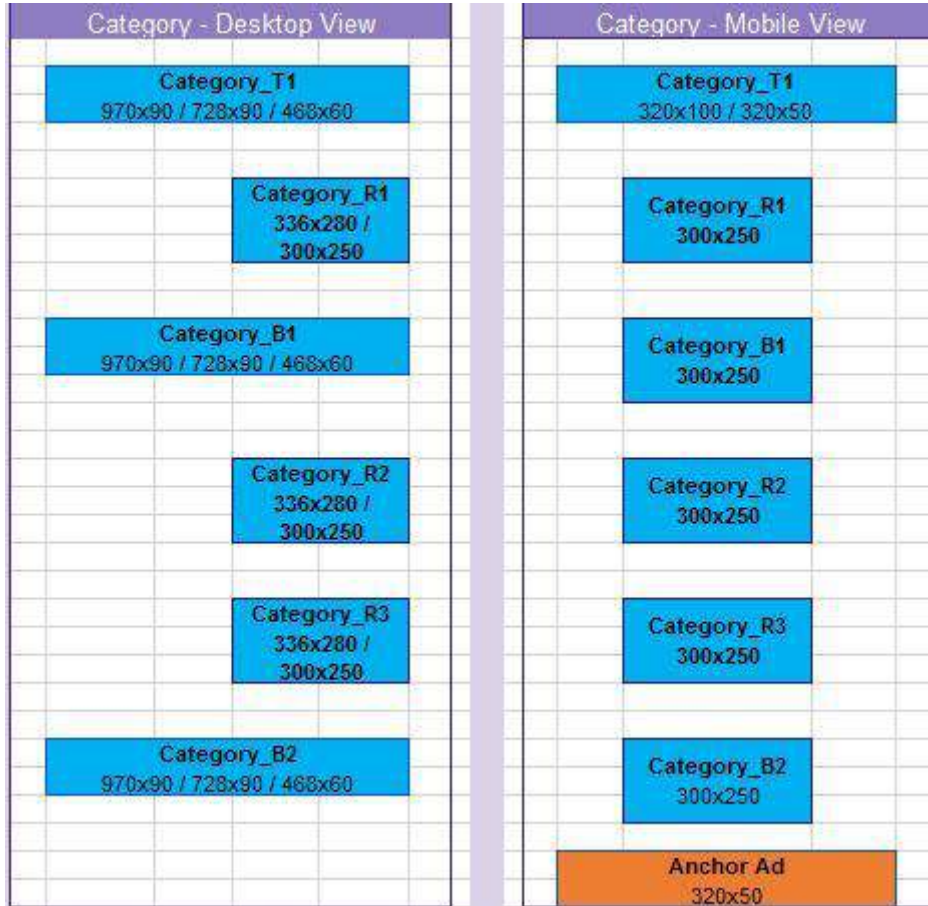 Category - Desktop View
Category_T1
970x90 / 728x90 / 468x60
Category_R1
336x280 /
300x250
Category_B1
970x90 / 728x90 / 468x60
Category_R2
336x280 /
300x250
Category_R3
336x280 /
300x250
Category_B2
970x90 / 728x90 / 468x60
Category - Mobile View
Category_T1
320x100 / 320x50
Category_R1
300x250
Category_B1
300x250
Category_R2
300x250
Category_R3
300x250
Category_B2
300x250
Anchor Ad
320x50